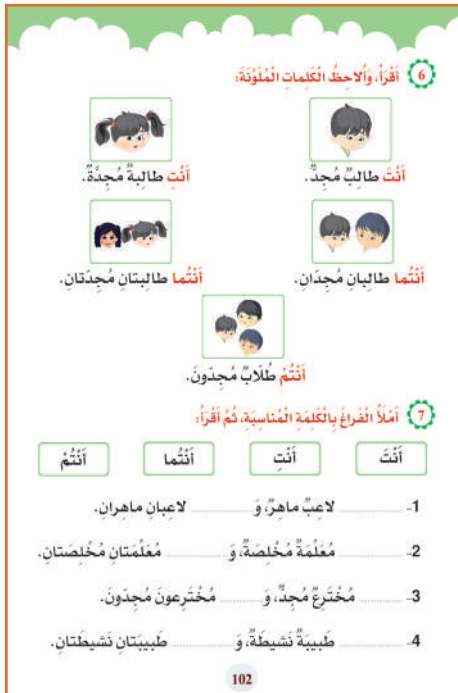 6 أَقْرَأُ، وَأُلاحِظُ الْكَلِماتِ الْمُلَوَّنَةَ:
أَنْتَ طالِبٌ مُجِدٌّ. أَنْتِ طالِبةٌ مُجِدَّةٌ.
أَنْتُما طالِبانِ مُجِدّانِ. أَنْتُما طالِبتانِ مُجِدّتانِ.
أَنْتُمْ طُلّابٌ مُجِدّونَ.
7 أَمْلَأُ الْفَراغَ بِالْكَلِمَةِ الْمُناسِبَةِ، ثُمَّ أَقْرَأُ:
أَنْتَ أَنْتِ أَنْتُما أَنْتُمْ
1- .............. لاعِبٌ ماهِرٌ، وَ .............. لاعِبانِ ماهِرانِ.
2- .............. مُعَلِّمَةٌ مُخْلِصَةٌ، وَ .............. مُعَلِّمَتانِ مُخْلِصَتانِ.
3- .............. مُخْتَرِعٌ مُجِدٌّ، وَ .............. مُخْتَرِعونَ مُجِدّونَ.
4- .............. طَبيبَةٌ نَشيطَةٌ، وَ .............. طَبيبَتانِ نَشيطَتانِ.
102